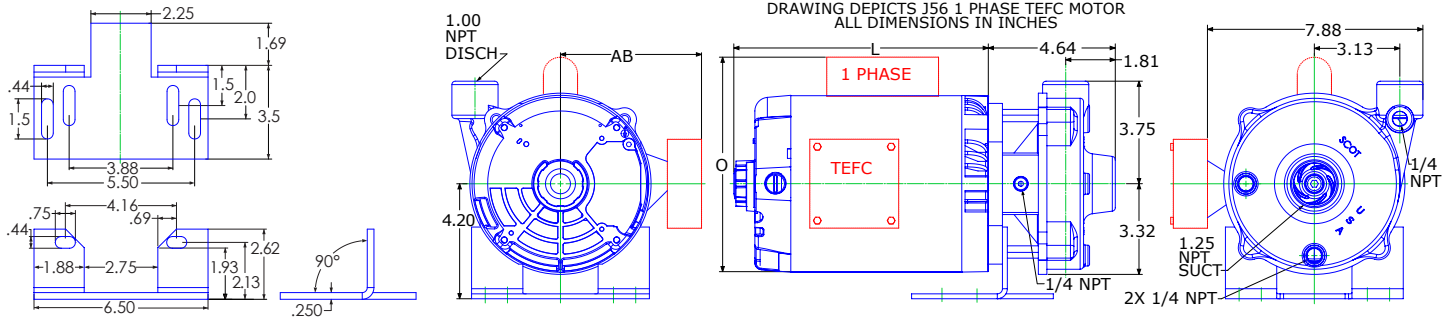 DRAWING DEPICTS J56 1 PHASE TEFC MOTOR
ALL DIMENSIONS IN INCHES
2.25
1.69
1.5
2.0
3.5
.44
1.5
3.88
5.50
4.16
.75
.69
.44
2.62
1.93
2.13
1.88
2.75
6.50
90°
.250
1.00
NPT
DISCH
AB
4.20
L
4.64
1.81
1 PHASE
O
TEFC
3.75
3.32
1/4 NPT
7.88
3.13
SCOT
U S A
1/4
NPT
1.25
NPT
SUCT
2X 1/4 NPT